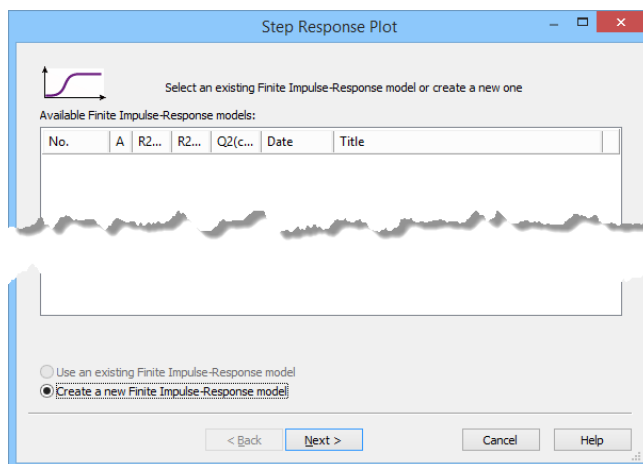 Step Response Plot
Select an existing Finite Impulse-Response model or create a new one
Available Finite Impulse-Response models:
No. A R2... R2... Q2(c... Date Title
Use an existing Finite Impulse-Response model
Create a new Finite Impulse-Response model
< Back Next > Cancel Help